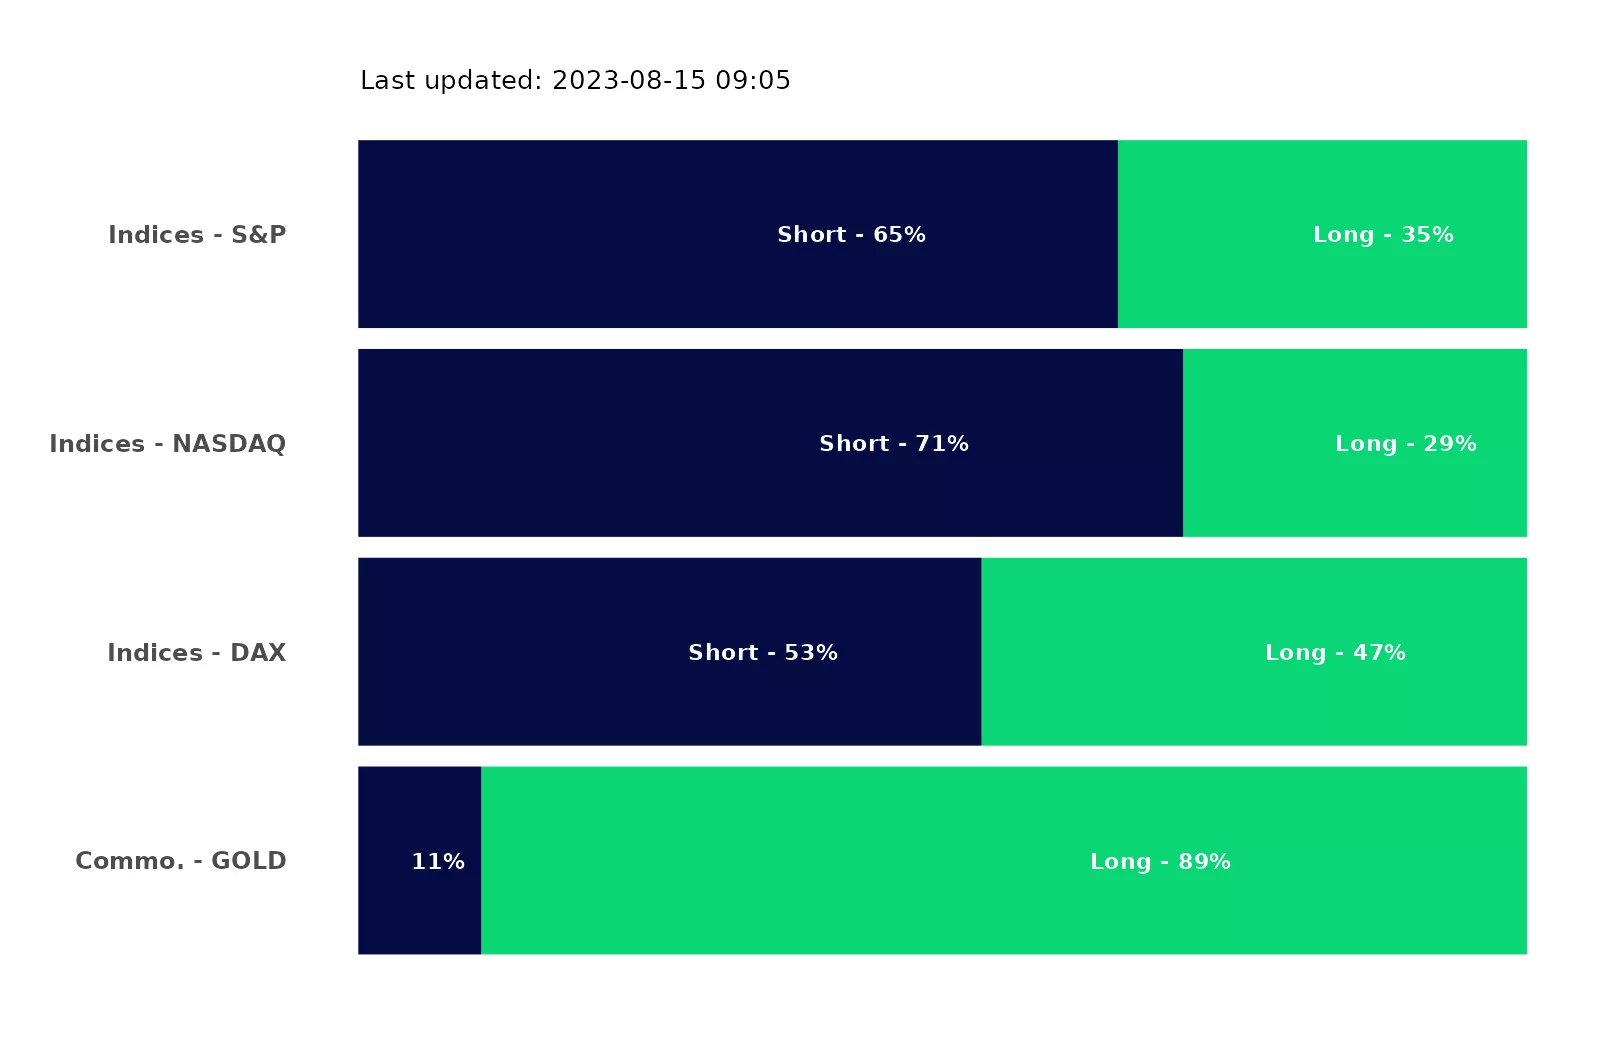 Last updated: 2023-08-15 09:05
Indices - S&P Short - 65% Long - 35%
Indices - NASDAQ Short - 71% Long - 29%
Indices - DAX Short - 53% Long - 47%
Commo. - GOLD 11% Long - 89%